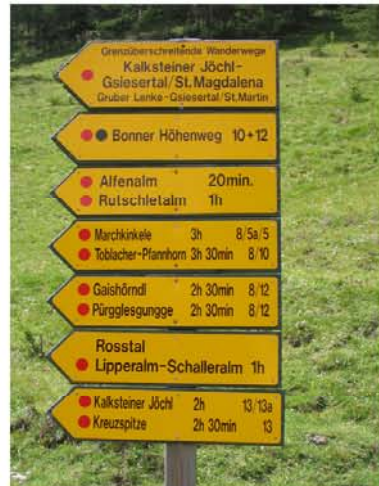 Grenzüberschreitende Wanderwege
Kalksteiner Jöchl-
Gsiesertal/St.Magdalena
Gruber Lenke-Gsiesertal/St.Martin
Bonner Höhenweg 10+12
Alfenalm 20min.
Rutschletalm 1h
Marchkinkele 3h 8/5a/5
Toblacher-Pfannhorn 3h 30min 8/10
Gaishörndl 2h 30min 8/12
Pürgglesgungge 2h 30min 8/12
Rosstal
Lipperalm-Schalleralm 1h
Kalksteiner Jöchl 2h 13/13a
Kreuzspitze 2h 30min 13